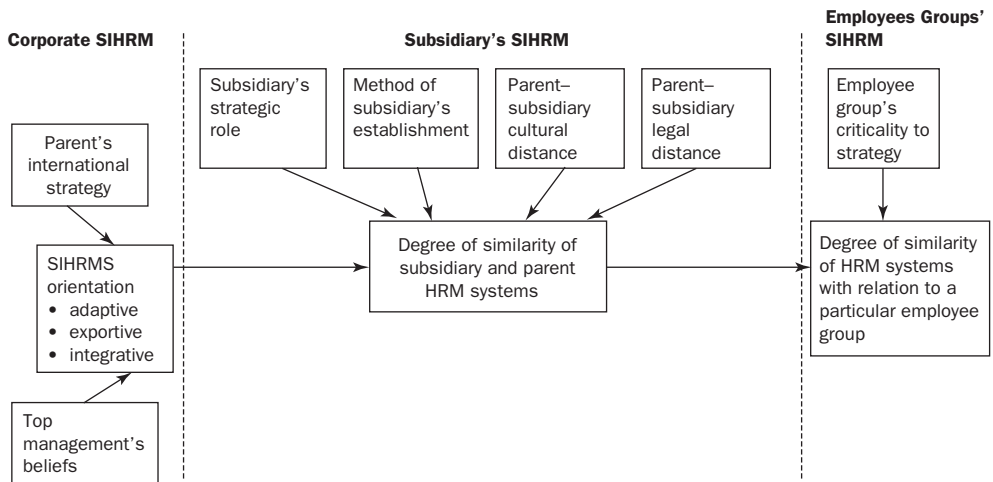 Corporate SIHRM
Parent's
international
strategy
SIHRMS
orientation
• adaptive
• exportive
• integrative
Top
management's
beliefs
Subsidiary's SIHRM
Subsidiary's
strategic
role
Method of
subsidiary's
establishment
Parent–
subsidiary
cultural
distance
Parent–
subsidiary
legal
distance
Degree of similarity of
subsidiary and parent
HRM systems
Employees Groups'
SIHRM
Employee
group's
criticality to
strategy
Degree of similarity
of HRM systems
with relation to a
particular employee
group